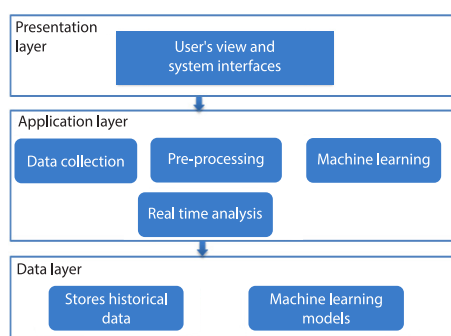 Presentation
layer
User's view and
system interfaces
Application layer
Data collection
Pre-processing
Machine learning
Real time analysis
Data layer
Stores historical
data
Machine learning
models